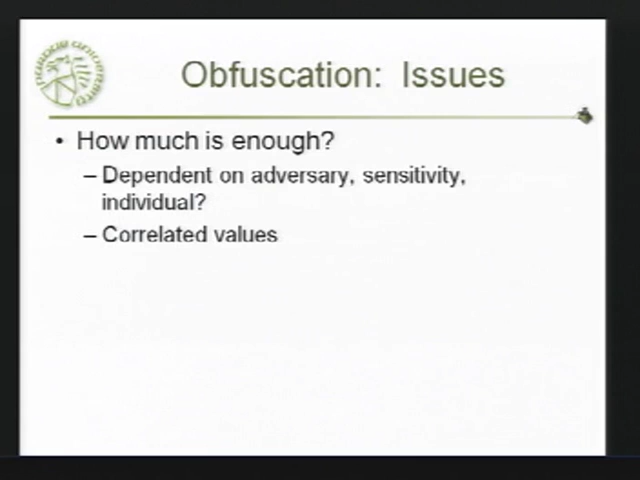 Obfuscation: Issues
• How much is enough?
– Dependent on adversary, sensitivity,
individual?
– Correlated values